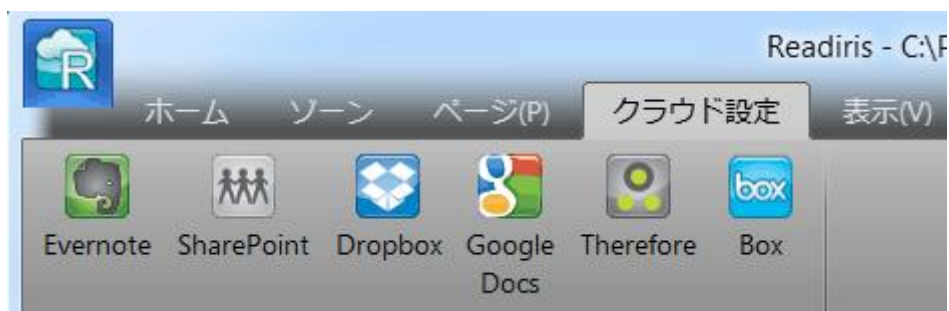 Readiris - C:\P
R
ホーム ゾーン ページ(P) クラウド設定 表示(V)
g
box
Evernote SharePoint Dropbox Google Docs Therefore Box